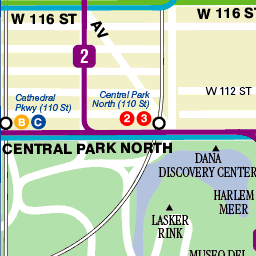 W 116 ST
W 116 ST
AV
2
W 112 ST
Cathedral
Pkwy (110 St)
B C
Central Park
North (110 St)
2 3
CENTRAL PARK NORTH
DANA
DISCOVERY CENTER
HARLEM
MEER
LASKER
RINK
2
MUSEO DEL